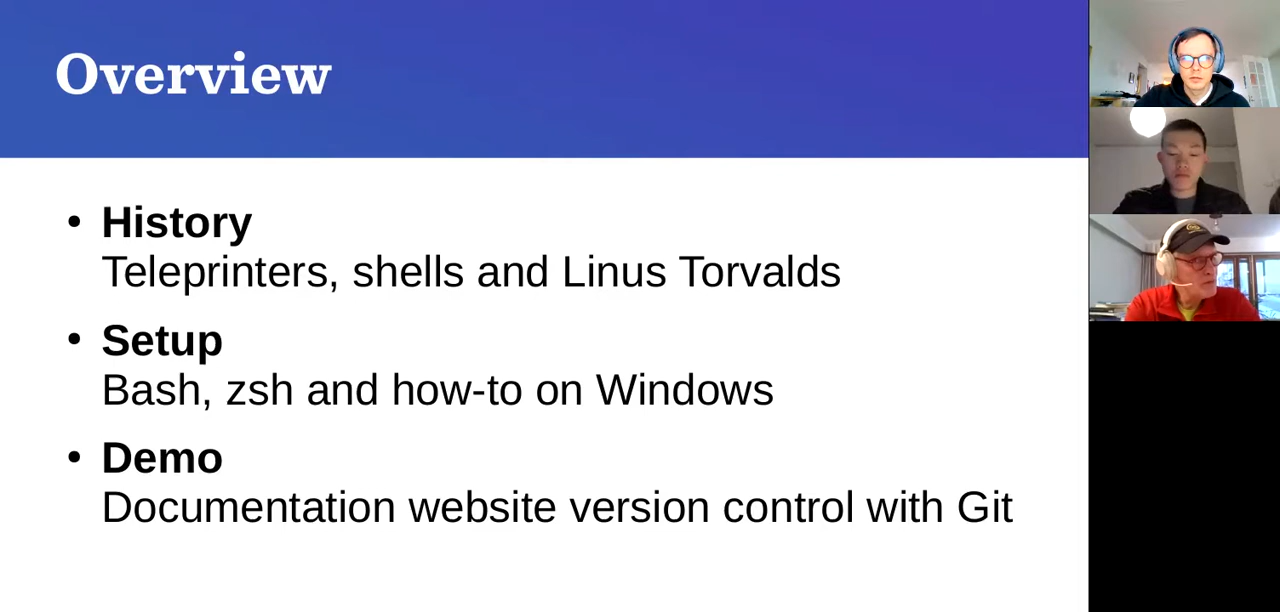 Overview
• History
Teleprinters, shells and Linus Torvalds
• Setup
Bash, zsh and how-to on Windows
• Demo
Documentation website version control with Git